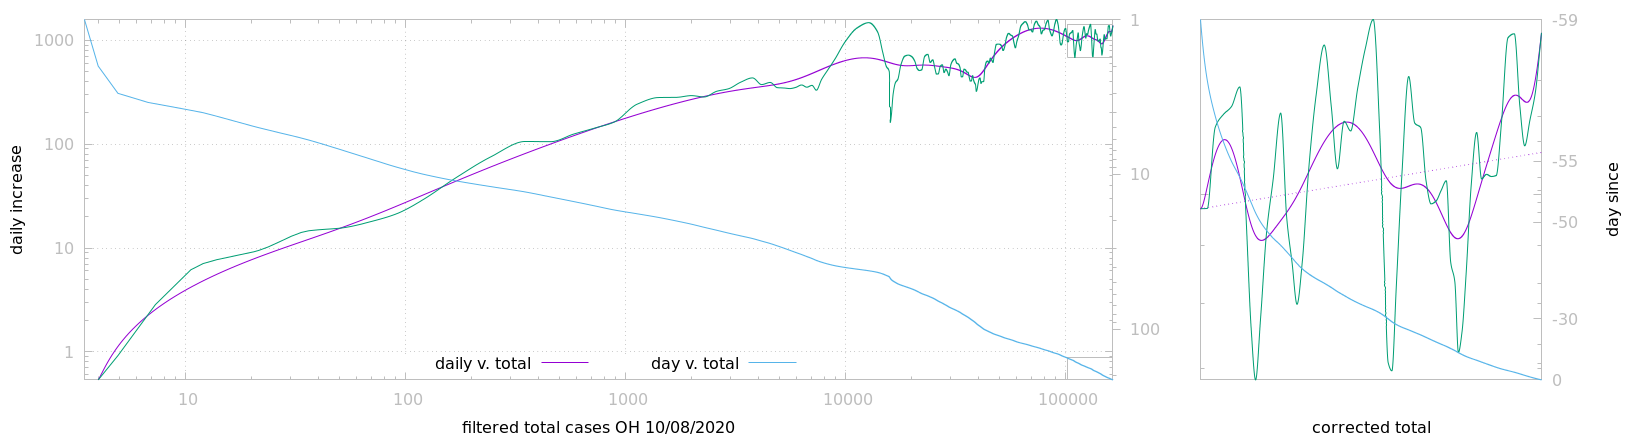 daily increase
1000
100
10
1
daily v. total
day v. total
10
100
1000
10000
100000
filtered total cases OH 10/08/2020
1
10
100
-59
-55
-50
-30
0
day since
corrected total